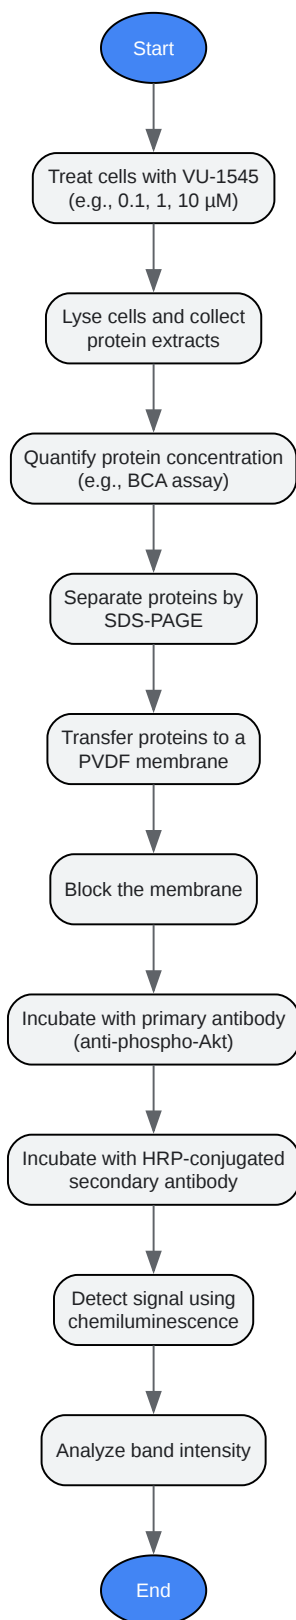 Start
Treat cells with VU-1545
(e.g., 0.1, 1, 10 µM)
Lyse cells and collect
protein extracts
Quantify protein concentration
(e.g., BCA assay)
Separate proteins by
SDS-PAGE
Transfer proteins to a
PVDF membrane
Block the membrane
Incubate with primary antibody
(anti-phospho-Akt)
Incubate with HRP-conjugated
secondary antibody
Detect signal using
chemiluminescence
Analyze band intensity
End